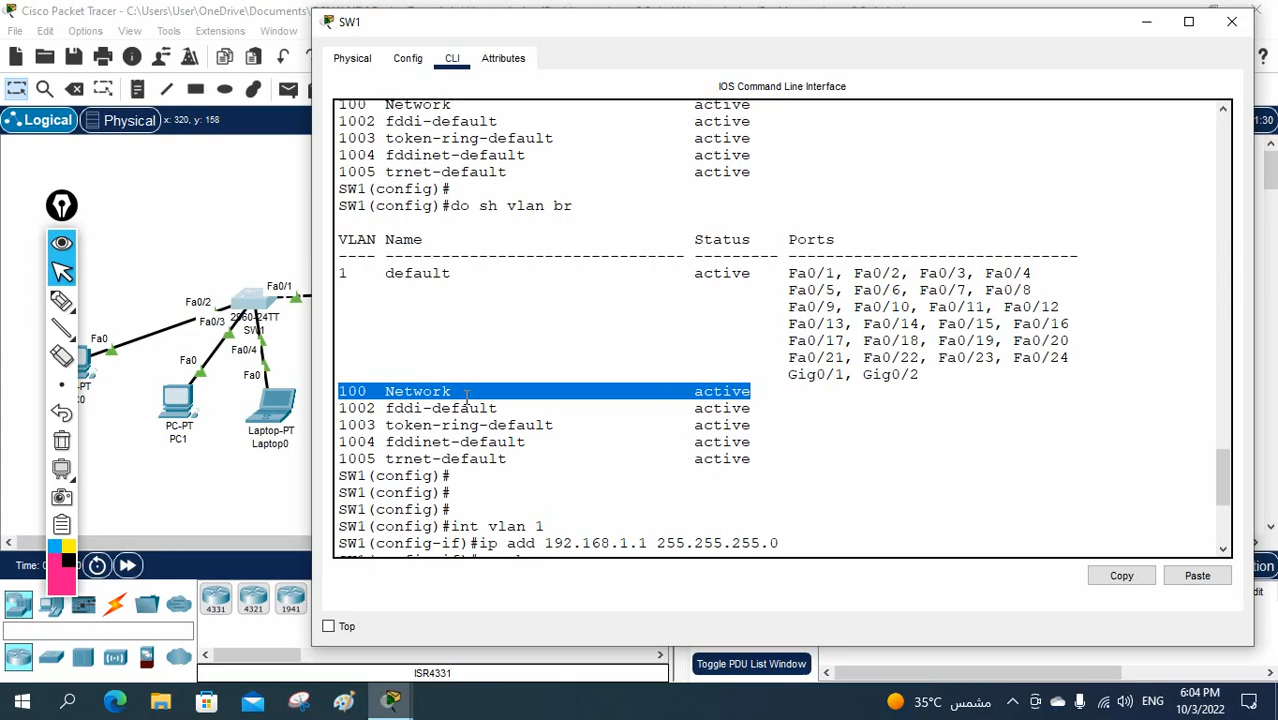 Cisco Packet Tracer - C:\Users\User\OneDrive\Documents\
SW1
File Edit Options View Tools Extensions Window
Physical Config CLI Attributes
IOS Command Line Interface
Logical Physical x: 320, y: 158
1:30
100 Network active
1002 fddi-default active
1003 token-ring-default active
1004 fddinet-default active
1005 trnet-default active
SW1(config)#
SW1(config)#do sh vlan br
VLAN Name Status Ports
---- -------------------------------- --------- -------------------------------
1 default active Fa0/1, Fa0/2, Fa0/3, Fa0/4
Fa0/5, Fa0/6, Fa0/7, Fa0/8
Fa0/9, Fa0/10, Fa0/11, Fa0/12
Fa0/13, Fa0/14, Fa0/15, Fa0/16
Fa0/17, Fa0/18, Fa0/19, Fa0/20
Fa0/21, Fa0/22, Fa0/23, Fa0/24
Gig0/1, Gig0/2
100 Network active
1002 fddi-default active
1003 token-ring-default active
1004 fddinet-default active
1005 trnet-default active
SW1(config)#
SW1(config)#
SW1(config)#
SW1(config)#int vlan 1
SW1(config-if)#ip add 192.168.1.1 255.255.255.0
Copy Paste
Top
Fa0/1
Fa0/2
2960-24TT
SW1
Fa0/3
Fa0/4
Fa0
Fa0
Fa0
PC-PT
PC1
Laptop-PT
Laptop0
Time:
4331 4321 1941
ISR4331
Toggle PDU List Window
35°C مشمس
ENG
6:04 PM
10/3/2022